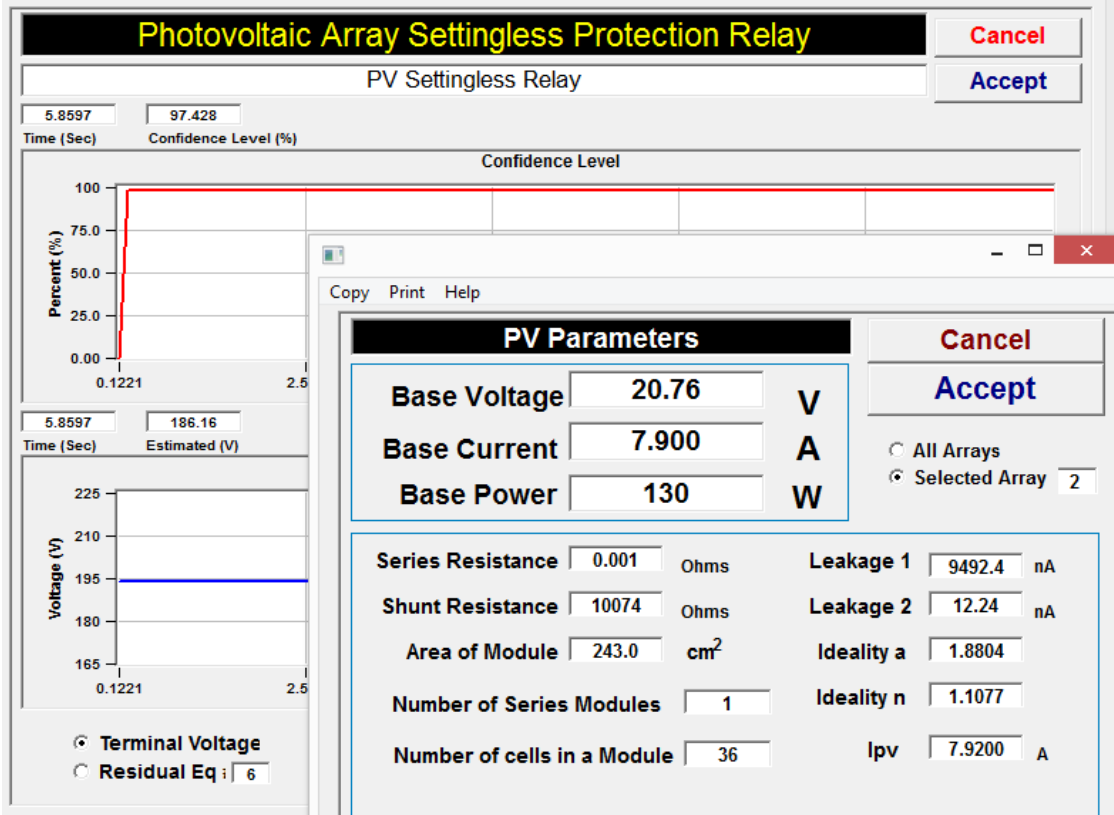 Photovoltaic Array Settingless Protection Relay
Cancel
PV Settingless Relay
Accept
5.8597
97.428
Time (Sec)
Confidence Level (%)
Confidence Level
100
75.0
50.0
25.0
0.00
Percent (%)
0.1221
2.5
5.8597
186.16
Time (Sec)
Estimated (V)
225
210
195
180
165
Voltage (V)
0.1221
2.5
Terminal Voltage
Residual Eq : 6
Copy Print Help
PV Parameters
Cancel
Accept
Base Voltage 20.76 V
Base Current 7.900 A
Base Power 130 W
All Arrays
Selected Array 2
Series Resistance 0.001 Ohms
Shunt Resistance 10074 Ohms
Area of Module 243.0 cm²
Number of Series Modules 1
Number of cells in a Module 36
Leakage 1 9492.4 nA
Leakage 2 12.24 nA
Ideality a 1.8804
Ideality n 1.1077
Ipv 7.9200 A